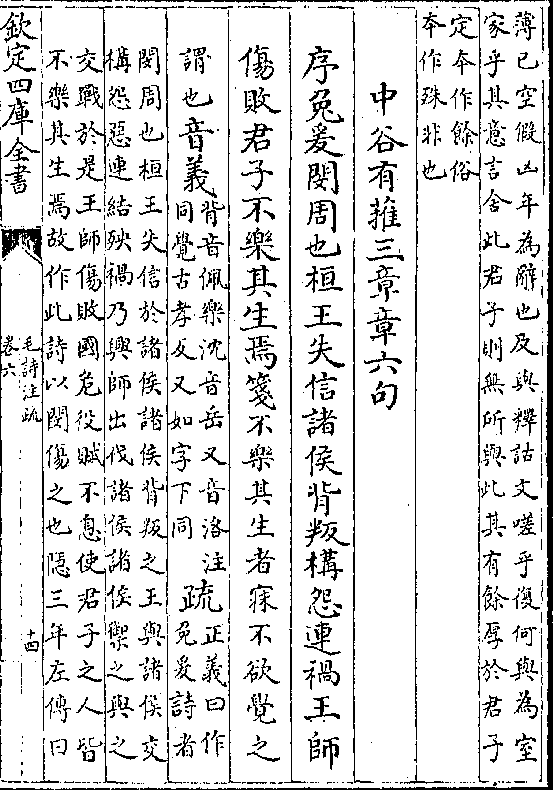 薄已空假凶年為辭也及與釋詁文嗟乎復何與為室
家乎其意言舍此君子則無所與此其有餘厚於君子
定本作餘俗
本作殊非也
中谷有蓷三章章六句
序兔爰閔周也桓王失信諸侯背叛構怨連禍王師
傷敗君子不樂其生焉箋不樂其生者寐不欲覺之
謂也音義
背音佩樂沈音岳又音洛注
同覺古孝反又如字下同
疏
正義曰作
兔爰詩者
閔周也桓王失信於諸侯諸侯背叛之王與諸侯交
構怨惡連結殃禍乃興師出伐諸侯諸侯禦之與之
交戰於是王師傷敗國危役賦不息使君子之人皆
不樂其生焉故作此詩以閔傷之也隱三年左傳曰
欽定四庫全書
毛詩注疏
卷六
十四